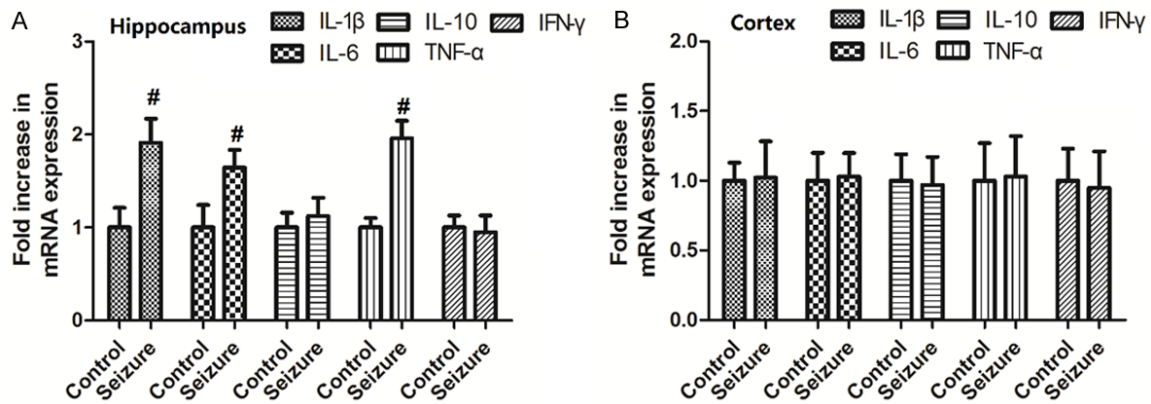 A
Hippocampus
IL-1β IL-10 IFN-γ
IL-6 TNF-α
Fold increase in
mRNA expression
3
2
1
0
# # #
Control Seizure Control Seizure Control Seizure Control Seizure Control Seizure
B
Cortex
IL-1β IL-10 IFN-γ
IL-6 TNF-α
Fold increase in
mRNA expression
2.0
1.5
1.0
0.5
0.0
Control Seizure Control Seizure Control Seizure Control Seizure Control Seizure